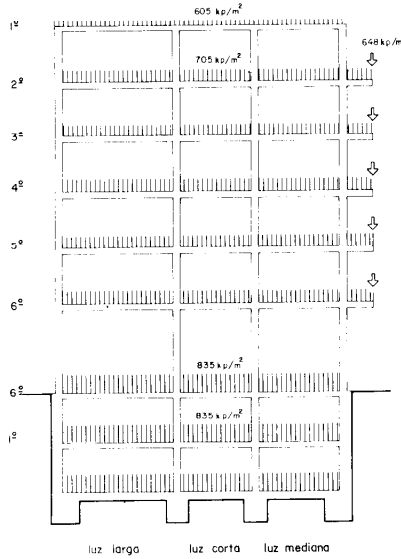 605 kp/m²
1º
648 kp/m
705 kp/m²
2º
3º
4º
5º
6º
835 kp/m²
6º
835 kp/m²
1º
luz larga luz corta luz mediana